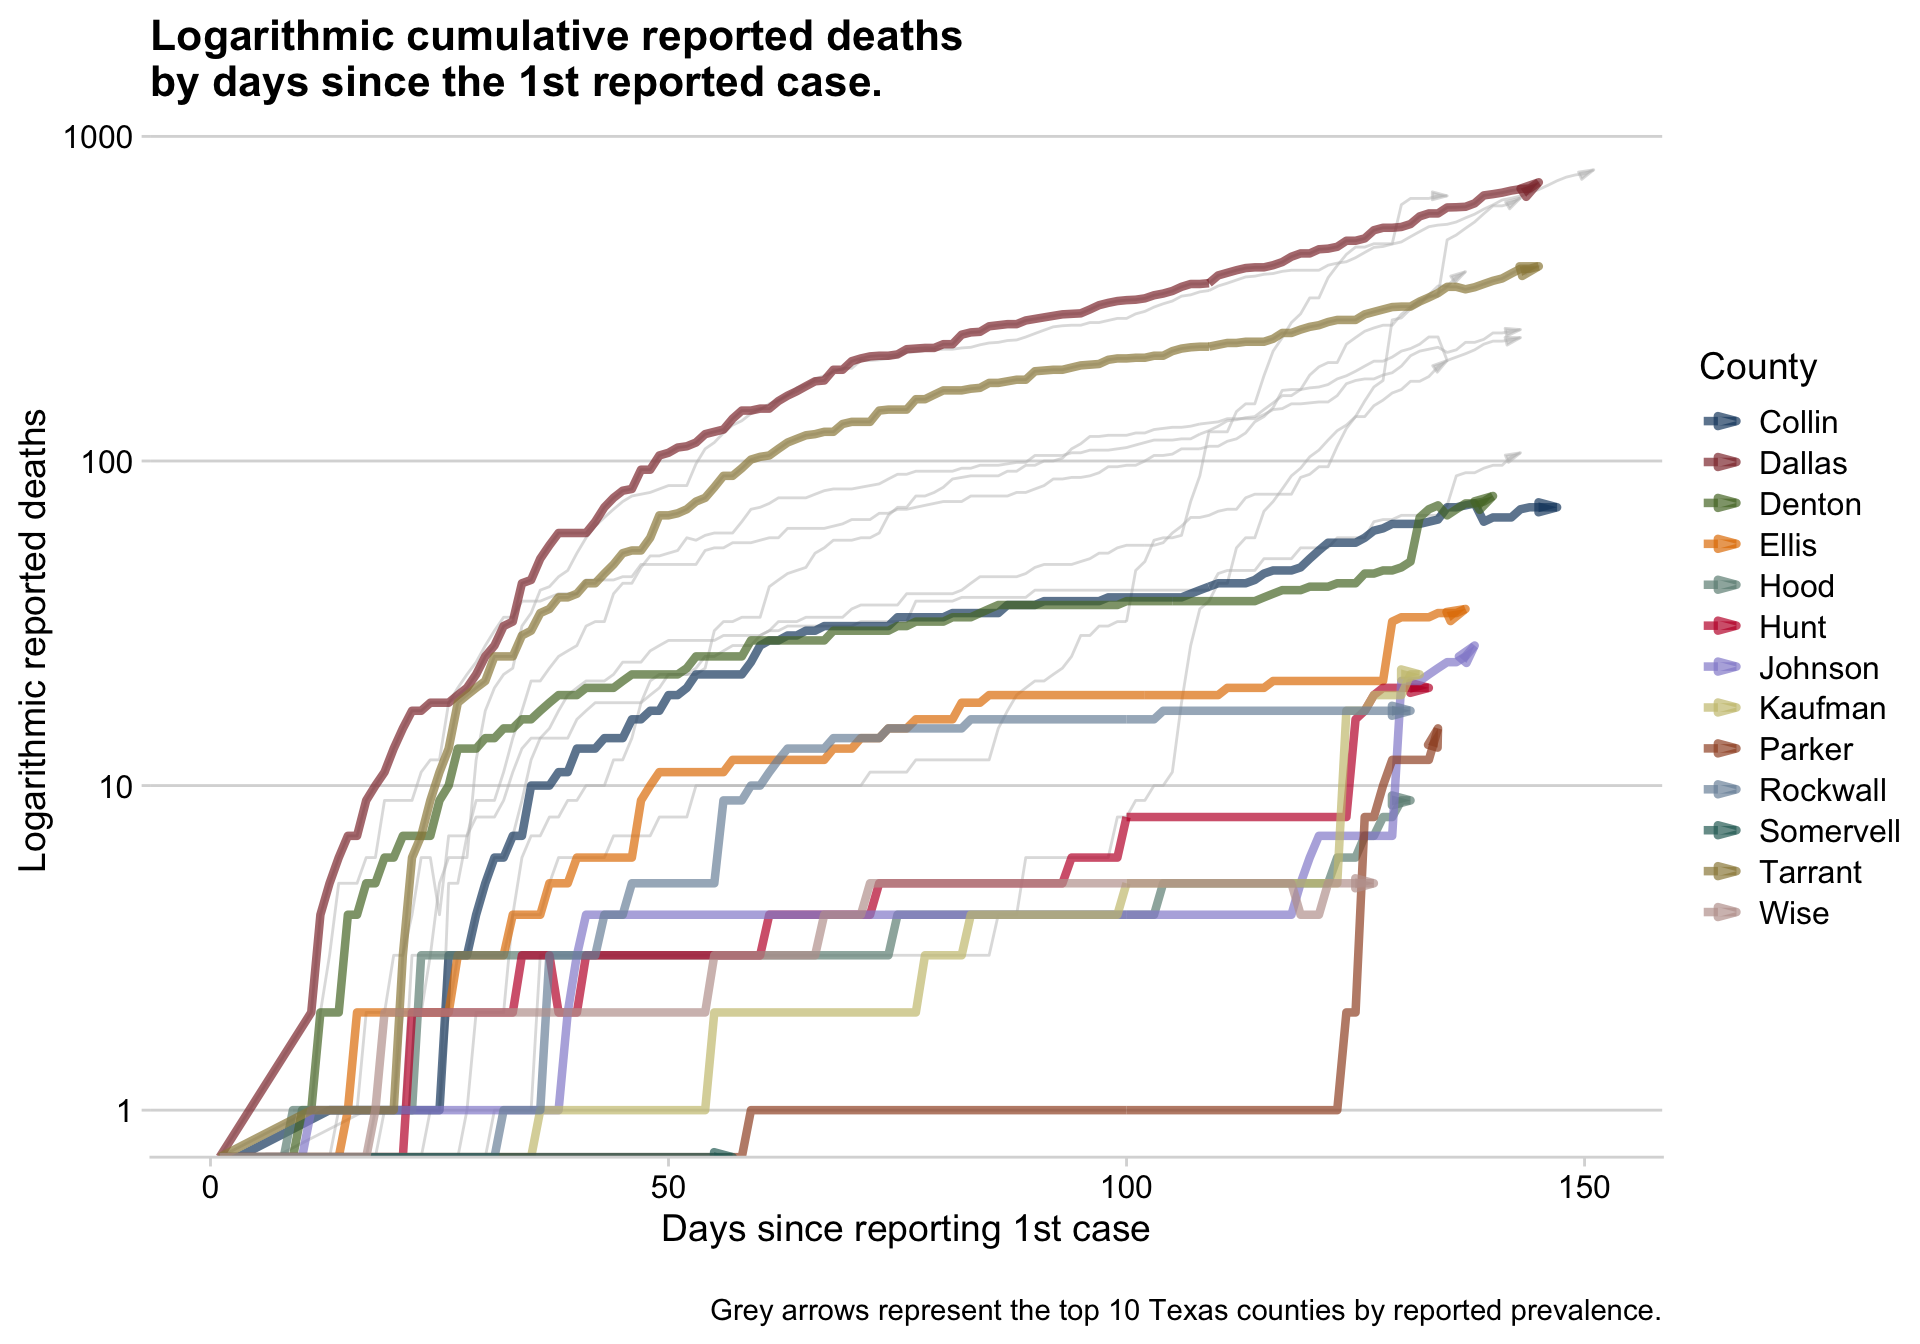 Logarithmic cumulative reported deaths
by days since the 1st reported case.
1000
100
10
1
Logarithmic reported deaths
0
50
100
150
Days since reporting 1st case
County
Collin
Dallas
Denton
Ellis
Hood
Hunt
Johnson
Kaufman
Parker
Rockwall
Somervell
Tarrant
Wise
Grey arrows represent the top 10 Texas counties by reported prevalence.